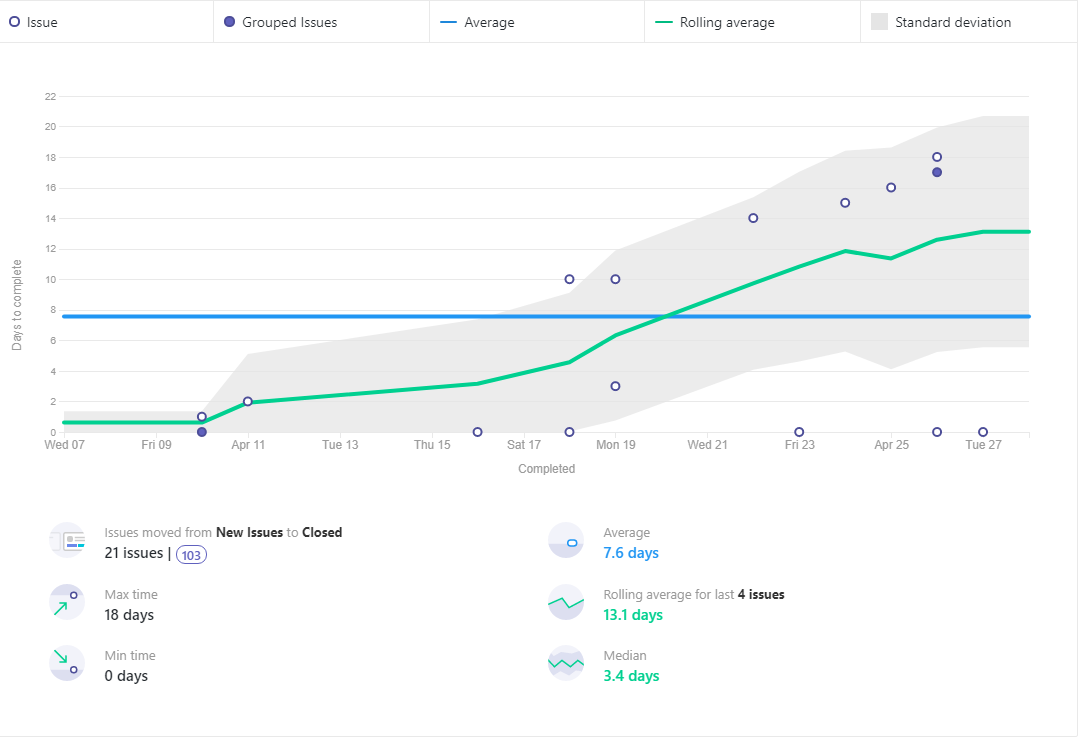 Issue
Grouped Issues
Average
Rolling average
Standard deviation
22
20
18
16
14
12
10
8
6
4
2
0
Days to complete
Wed 07 Fri 09 Apr 11 Tue 13 Thu 15 Sat 17 Mon 19 Wed 21 Fri 23 Apr 25 Tue 27
Completed
Issues moved from New Issues to Closed
21 issues | 103
Average
7.6 days
Max time
18 days
Rolling average for last 4 issues
13.1 days
Min time
0 days
Median
3.4 days